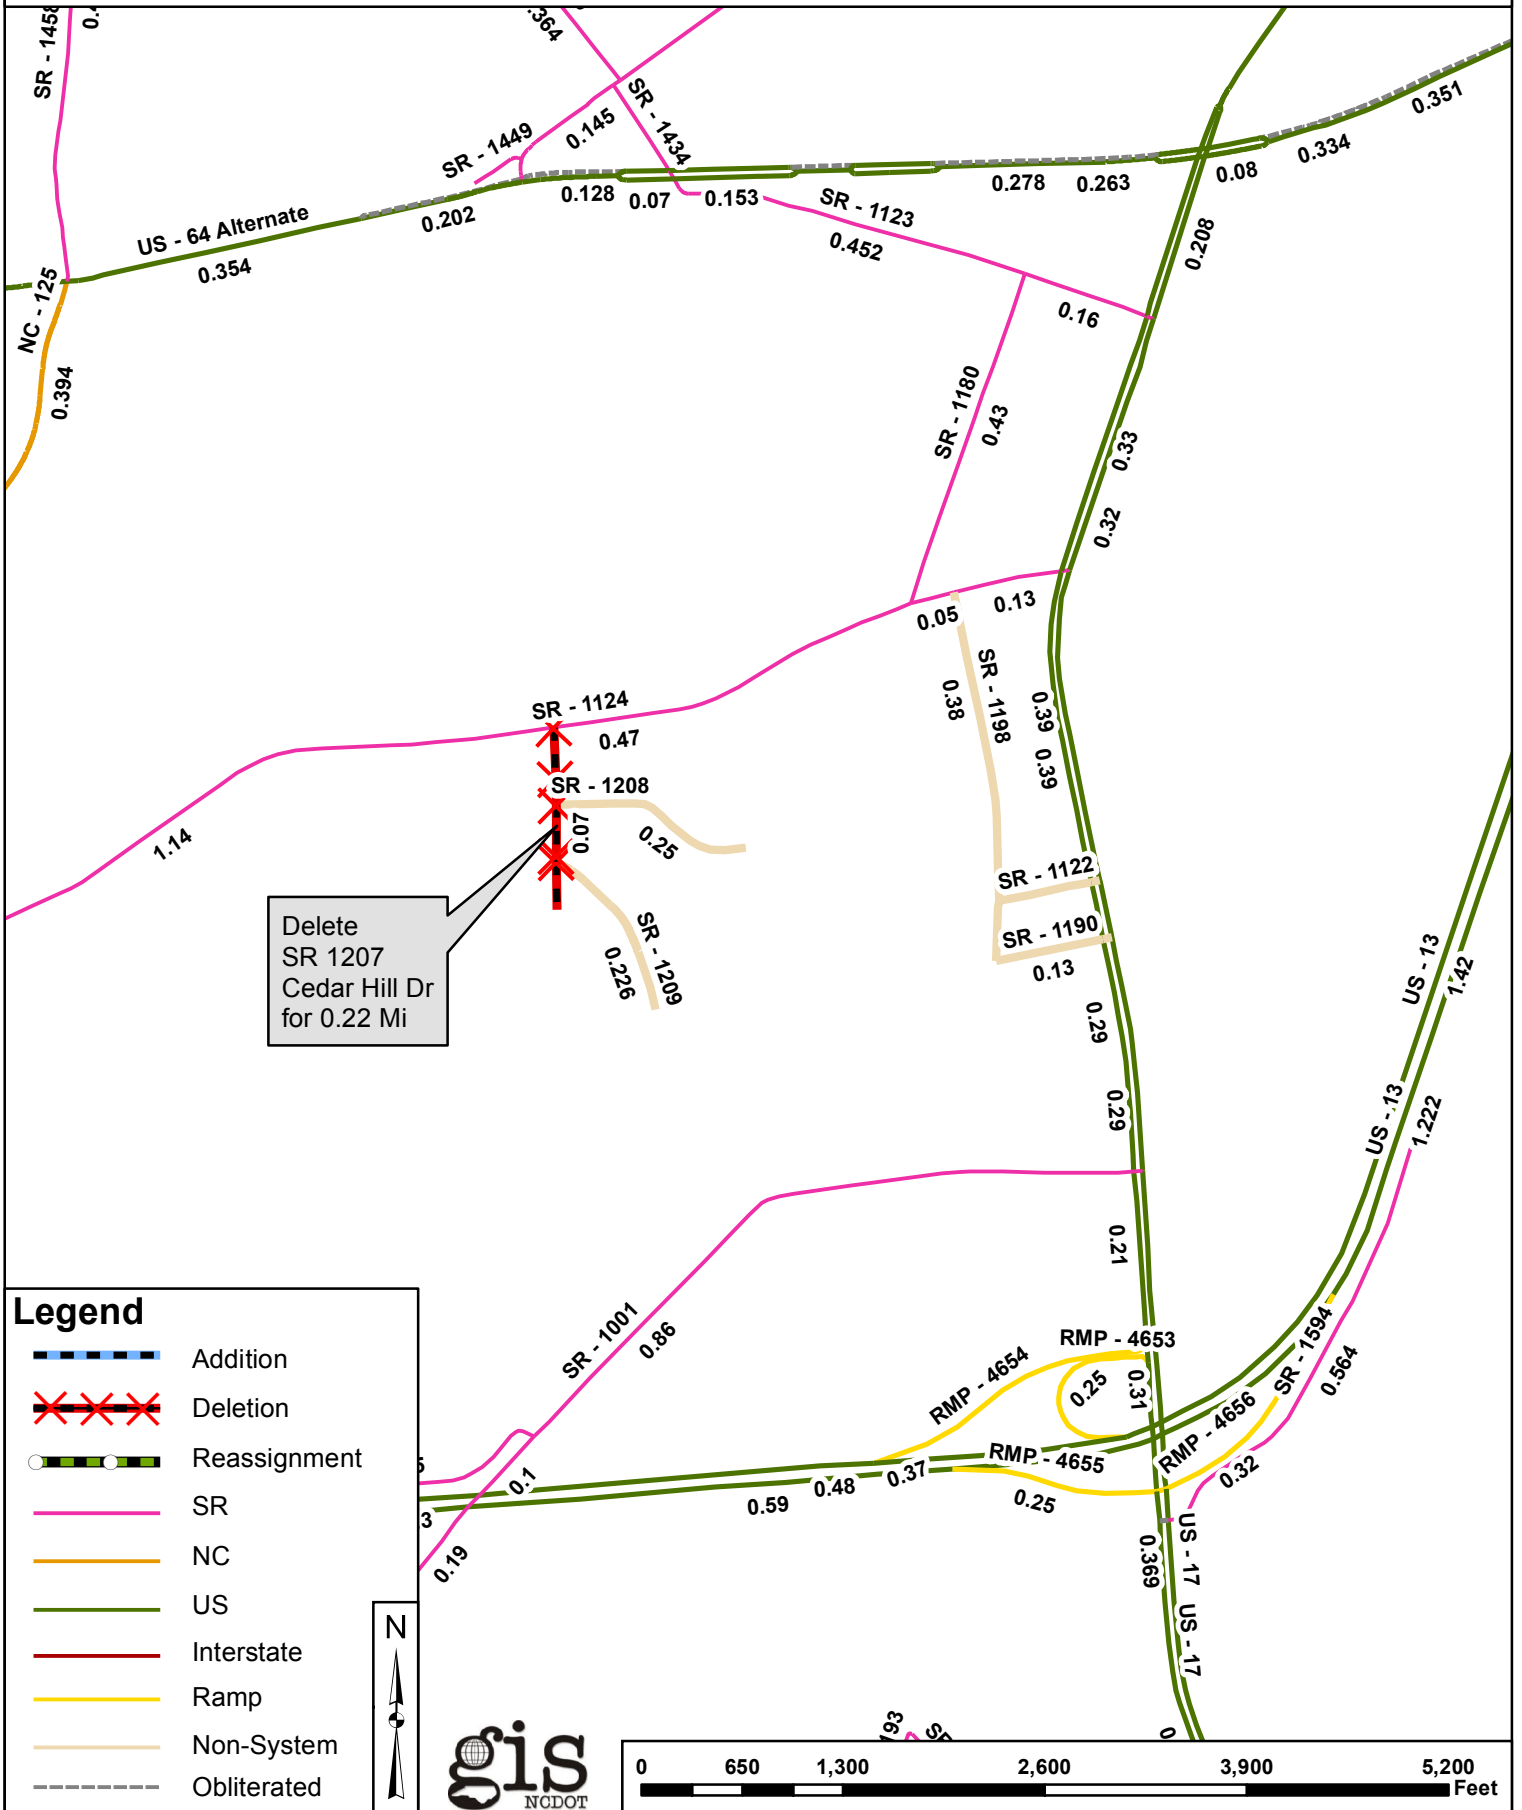 SR - 1458
0.4
.364
SR - 1434
SR - 1449
0.145
US - 64 Alternate
0.354
0.202
0.128
0.07
0.153
SR - 1123
0.452
0.278
0.263
0.08
0.334
0.351
0.208
0.16
NC - 125
0.394
SR - 1180
0.43
0.33
0.32
0.05
0.13
SR - 1198
0.38
0.39
0.39
SR - 1124
0.47
SR - 1208
0.07
0.25
1.14
SR - 1122
SR - 1190
0.13
Delete
SR 1207
Cedar Hill Dr
for 0.22 Mi
SR - 1209
0.226
0.29
0.29
0.21
US - 13
1.42
US - 13
1.222
SR - 1001
0.86
RMP - 4653
RMP - 4654
0.25
0.31
SR - 1594
0.564
RMP - 4656
RMP - 4655
0.32
0.1
0.59
0.48
0.37
0.25
0.19
3
0.369
US - 17
US - 17
0
193
Legend
Addition
Deletion
Reassignment
SR
NC
US
Interstate
Ramp
Non-System
Obliterated
N
gis
NCDOT
0 650 1,300 2,600 3,900 5,200
Feet